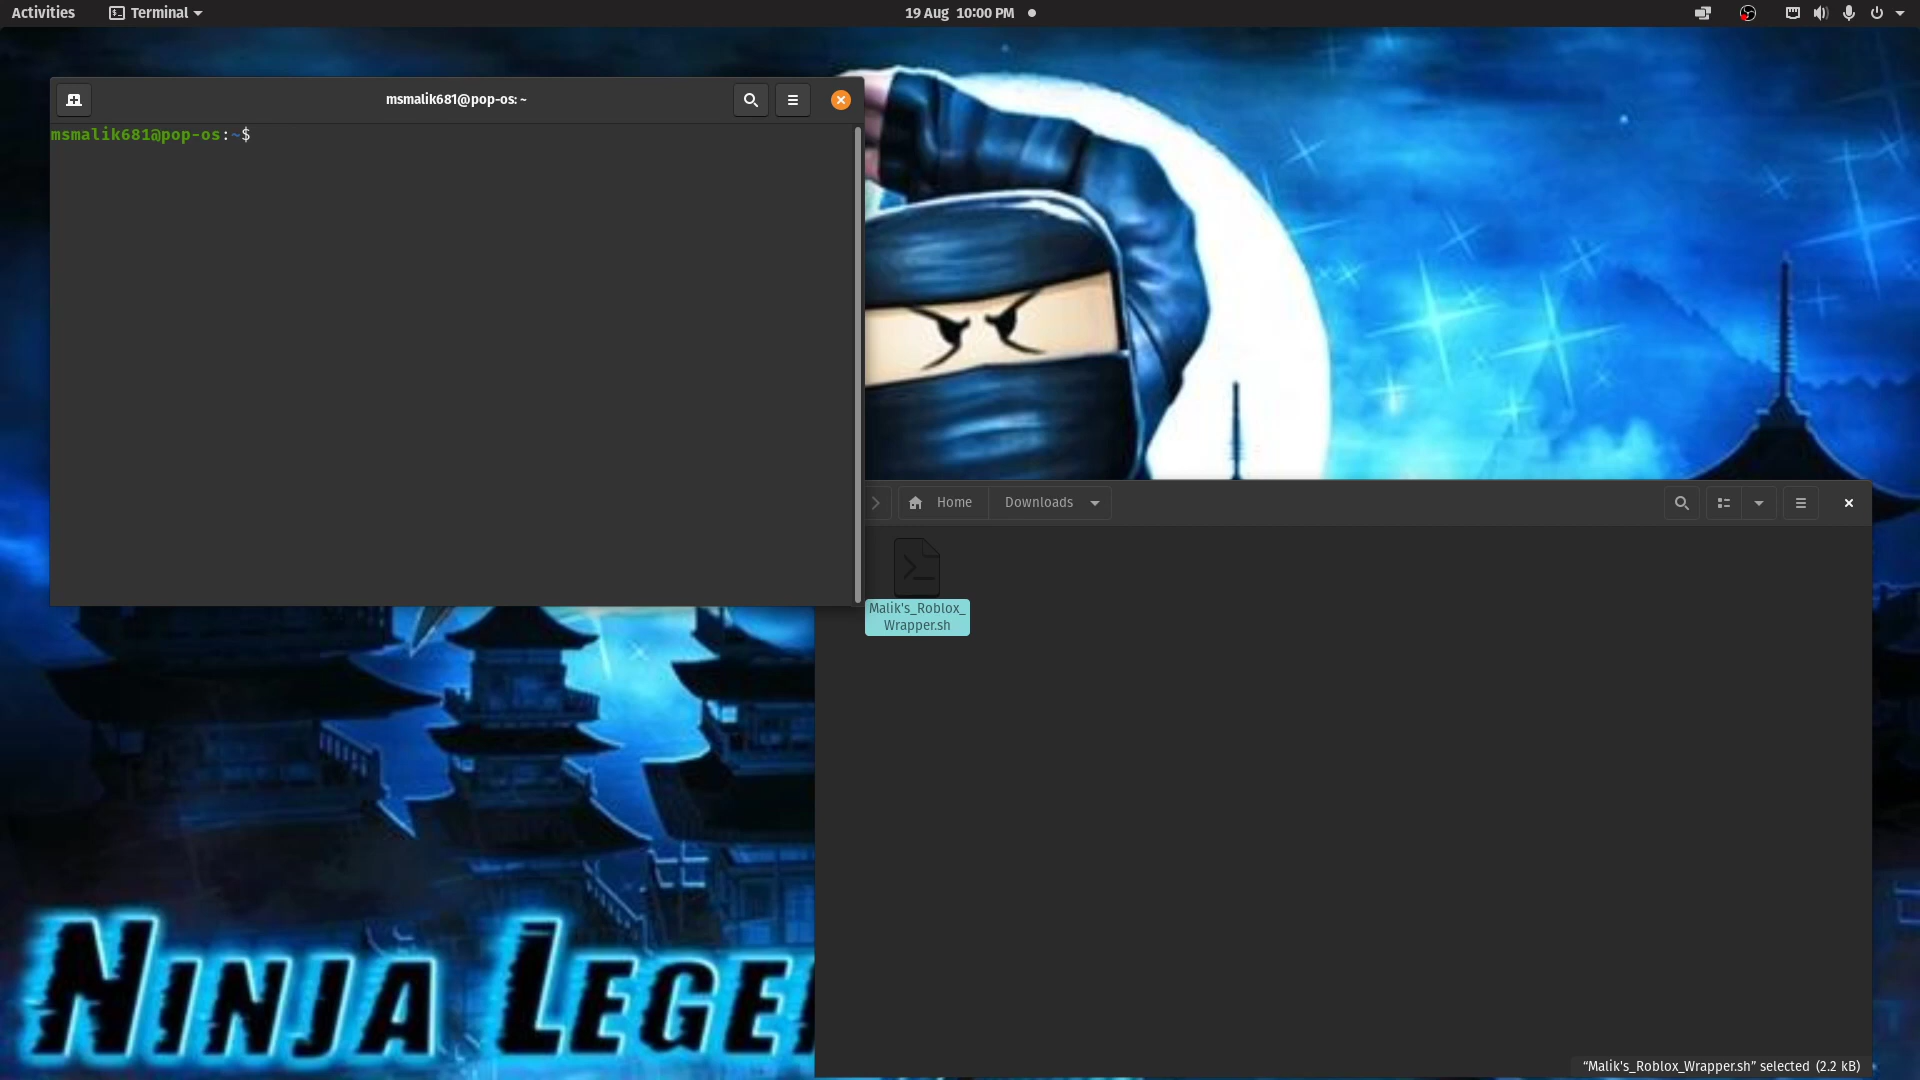 Activities
Terminal
19 Aug 10:00 PM
msmalik681@pop-os: ~
msmalik681@pop-os:~$
Home
Downloads
Malik's_Roblox_
Wrapper.sh
NINJA
“Malik's_Roblox_Wrapper.sh” selected (2.2 kB)